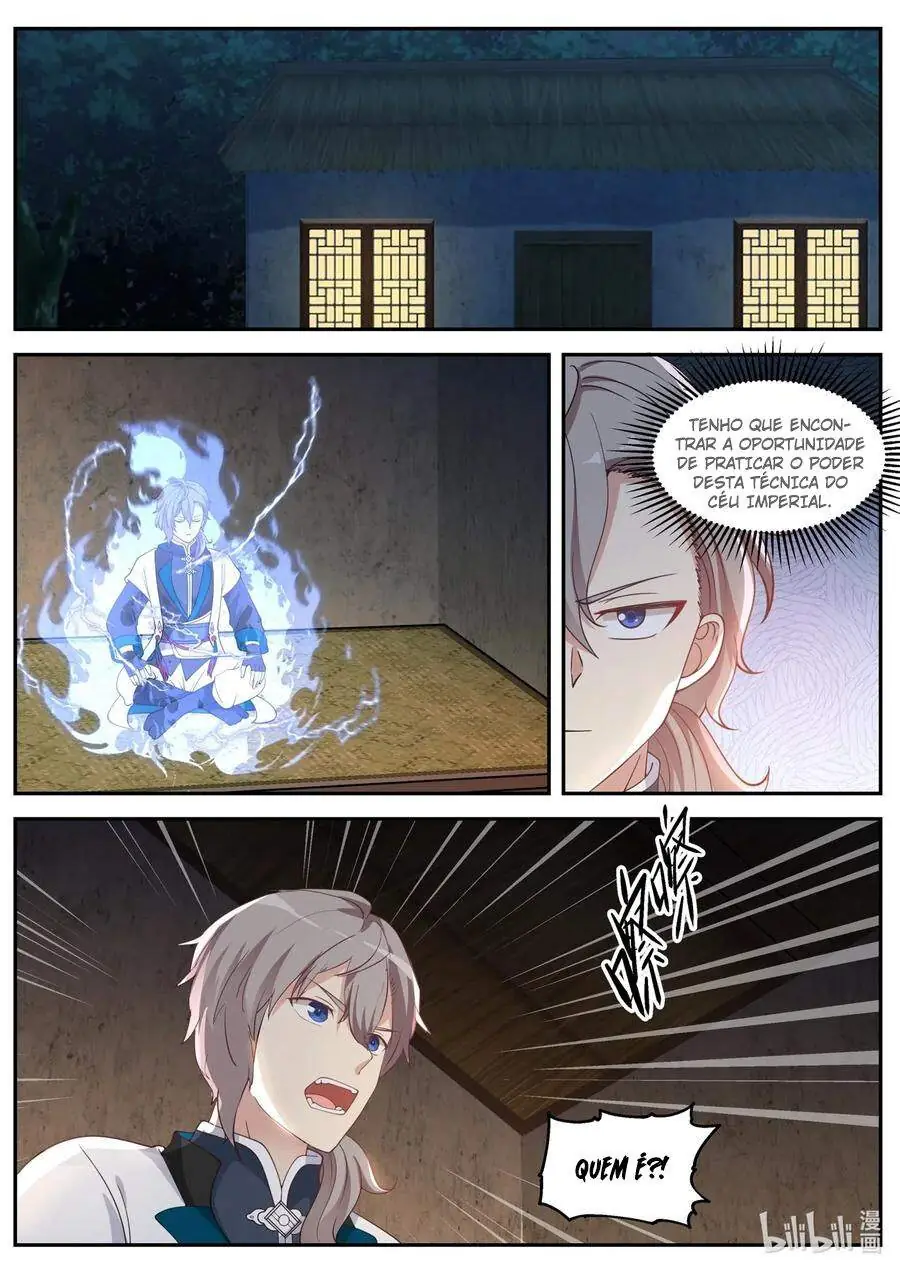 TENHO QUE ENCON-
TRAR A OPORTUNIDADE
DE PRATICAR O PODER
DESTA TÉCNICA DO
CÉU IMPERIAL.
QUEM É?!
bilibili
漫画